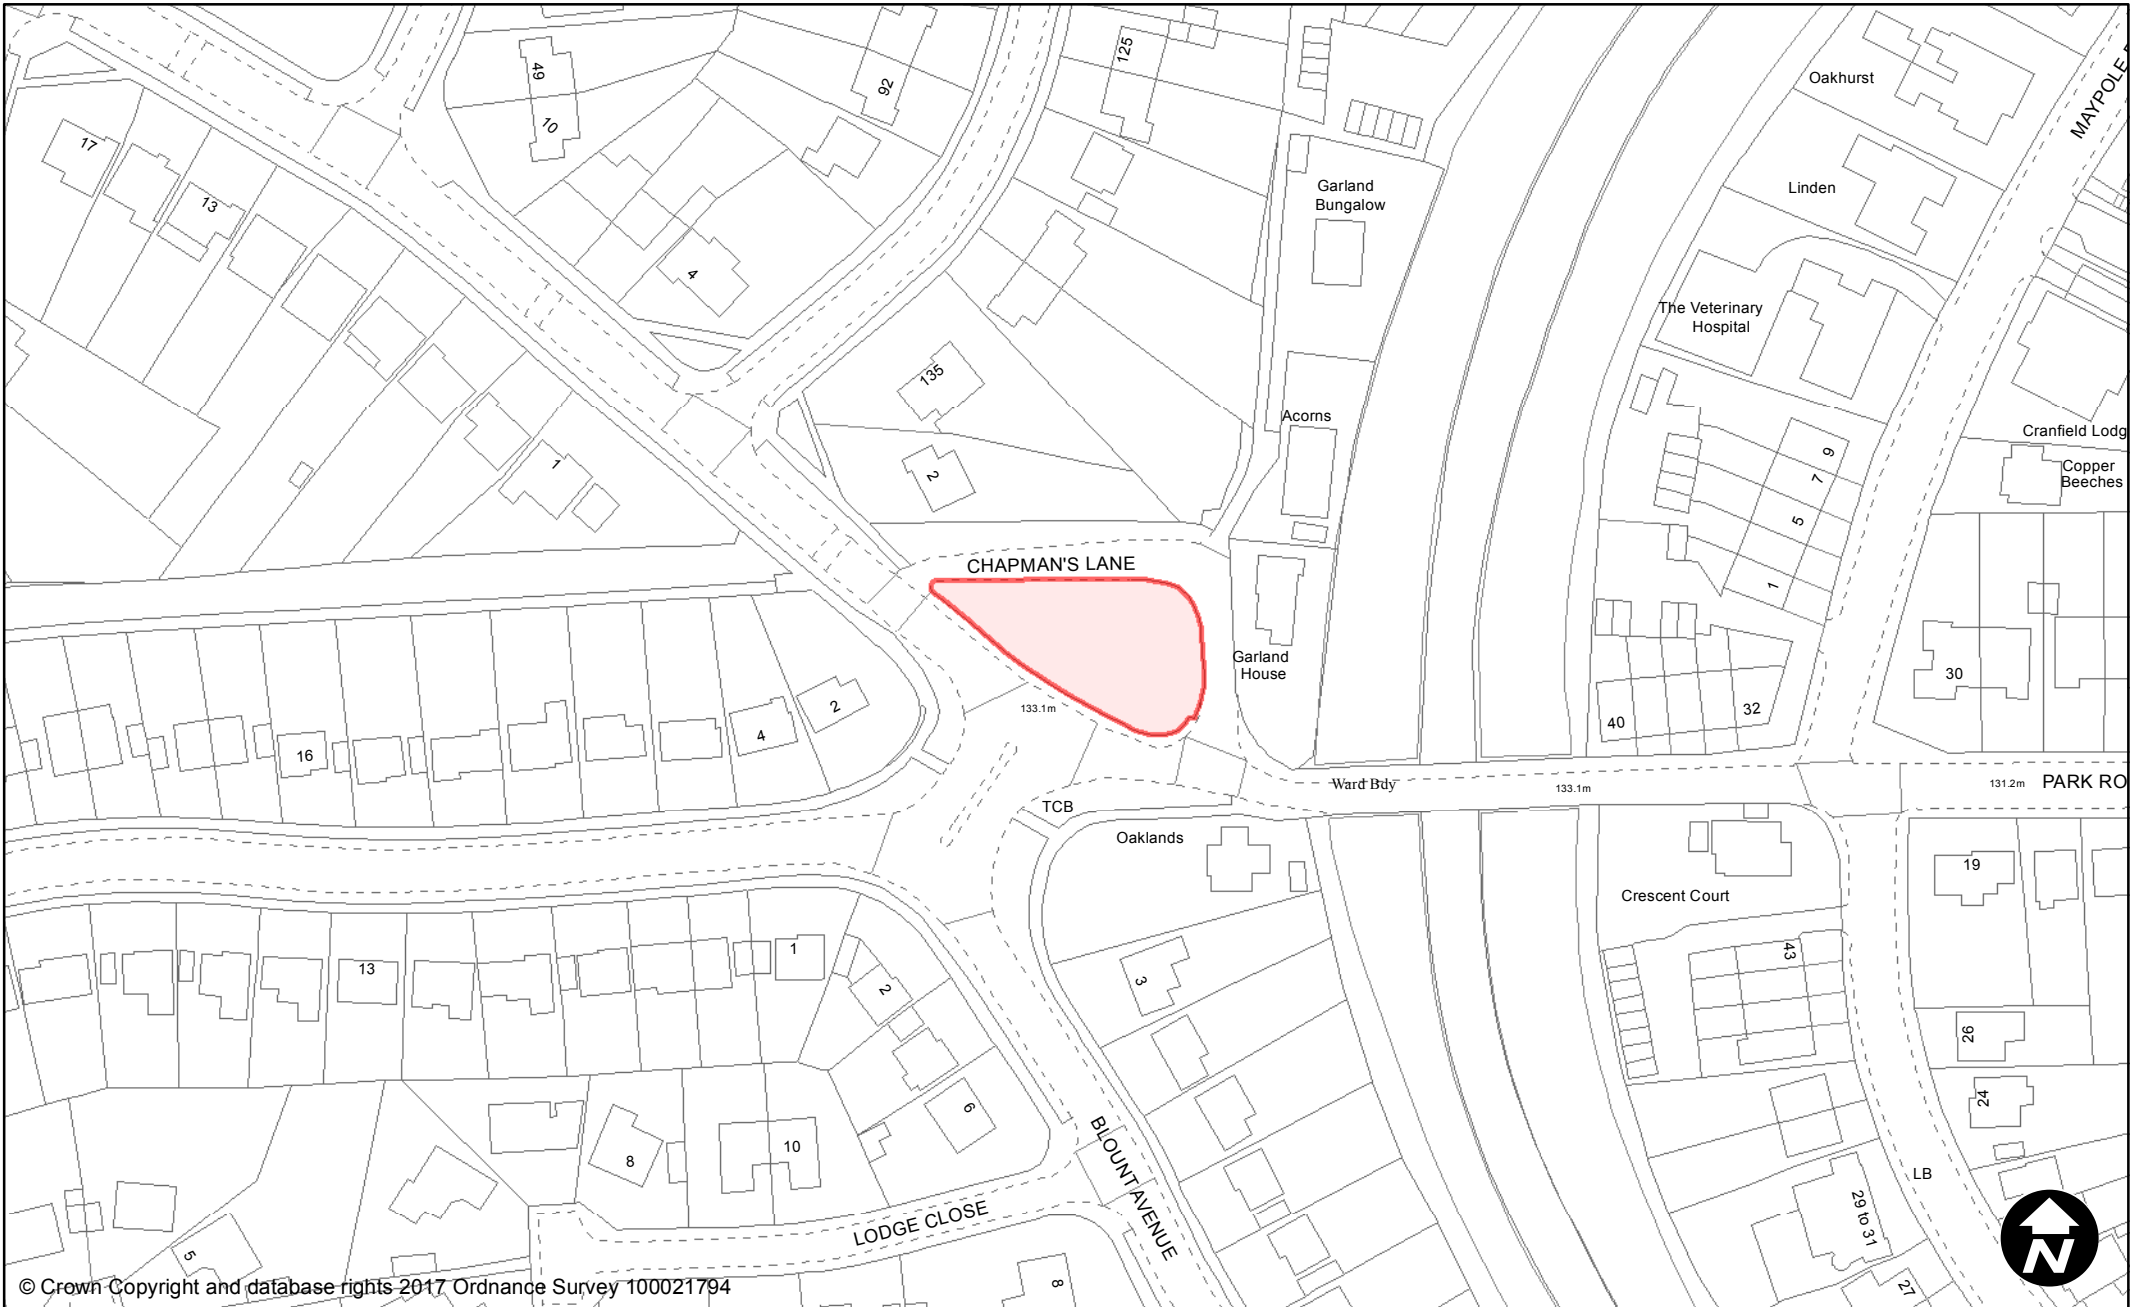 49
10
92
125
Oakhurst
MAYPOLE
17
13
4
Garland
Bungalow
Linden
The Veterinary
Hospital
135
2
1
Acorns
9
7
5
1
Cranfield Lodg
Copper
Beeches
CHAPMAN'S LANE
Garland
House
133.1m
2
4
16
30
40
32
TCB
Ward Bdy
133.1m
131.2m
PARK RO
Oaklands
Crescent Court
19
13
1
2
3
43
26
24
6
8
10
BLOUNT AVENUE
LODGE CLOSE
LB
29 to 31
27
5
8
N
© Crown Copyright and database rights 2017 Ordnance Survey 100021794